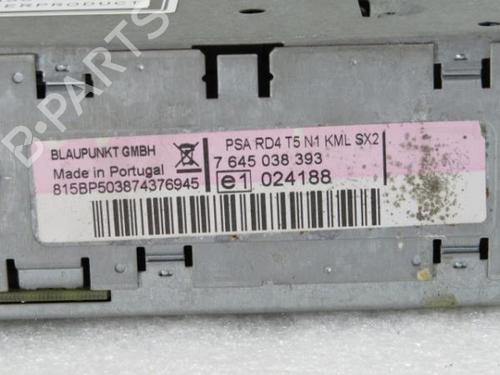 ERPRODUCT
BLAUPUNKT GMBH
Made in Portugal
815BP503874376945
PSA RD4 T5 N1 KML SX2
7 645 038 393
e1 024188
B-PARTS